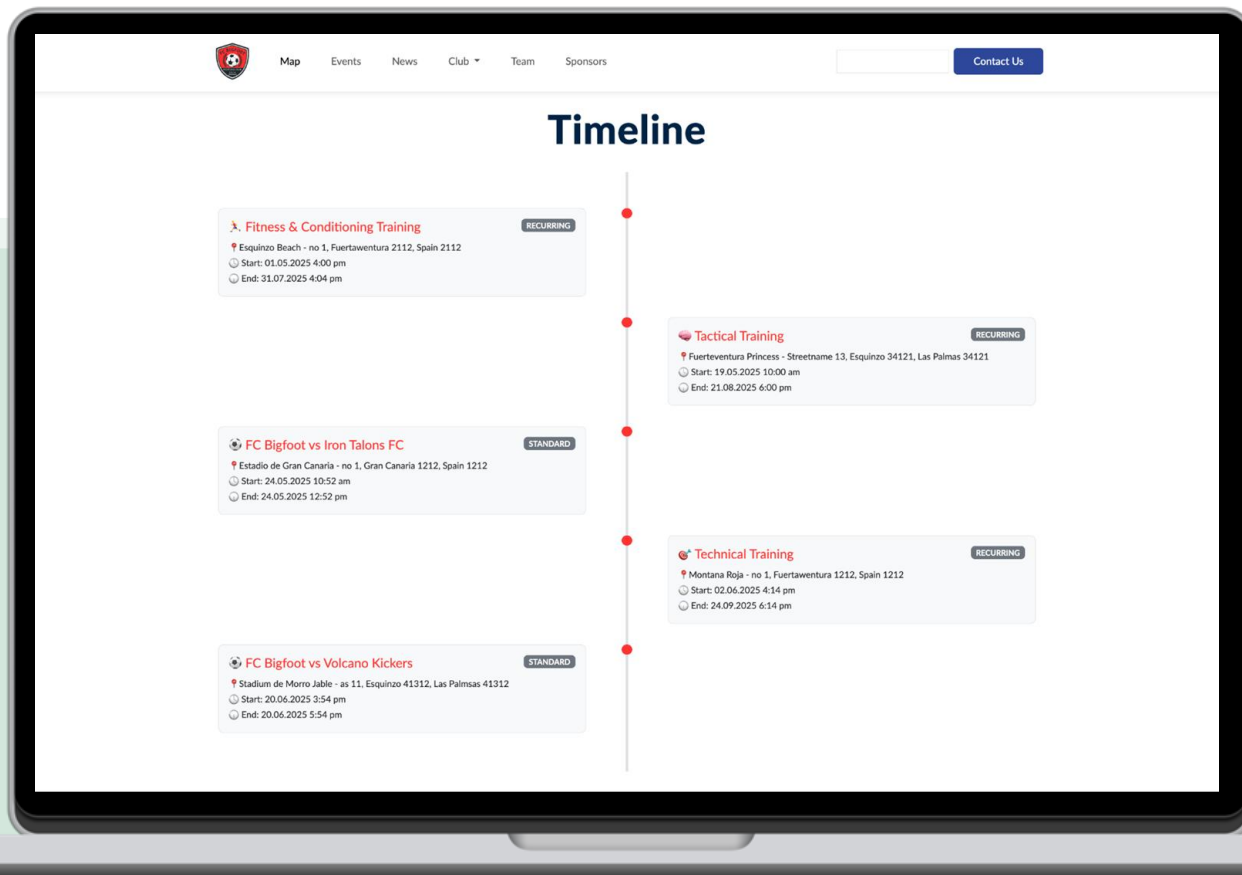 FC BIGFOOT
Map Events News Club Team Sponsors
Contact Us
Timeline
Fitness & Conditioning Training RECURRING
Esquinzo Beach - no 1, Fuertawentura 2112, Spain 2112
Start: 01.05.2025 4:00 pm
End: 31.07.2025 4:04 pm
Tactical Training RECURRING
Fuerteventura Princess - Streetname 13, Esquinzo 34121, Las Palmas 34121
Start: 19.05.2025 10:00 am
End: 21.08.2025 6:00 pm
FC Bigfoot vs Iron Talons FC STANDARD
Estadio de Gran Canaria - no 1, Gran Canaria 1212, Spain 1212
Start: 24.05.2025 10:52 am
End: 24.05.2025 12:52 pm
Technical Training RECURRING
Montana Roja - no 1, Fuertawentura 1212, Spain 1212
Start: 02.06.2025 4:14 pm
End: 24.09.2025 6:14 pm
FC Bigfoot vs Volcano Kickers STANDARD
Stadium de Morro Jable - as 11, Esquinzo 41312, Las Palmsas 41312
Start: 20.06.2025 3:54 pm
End: 20.06.2025 5:54 pm